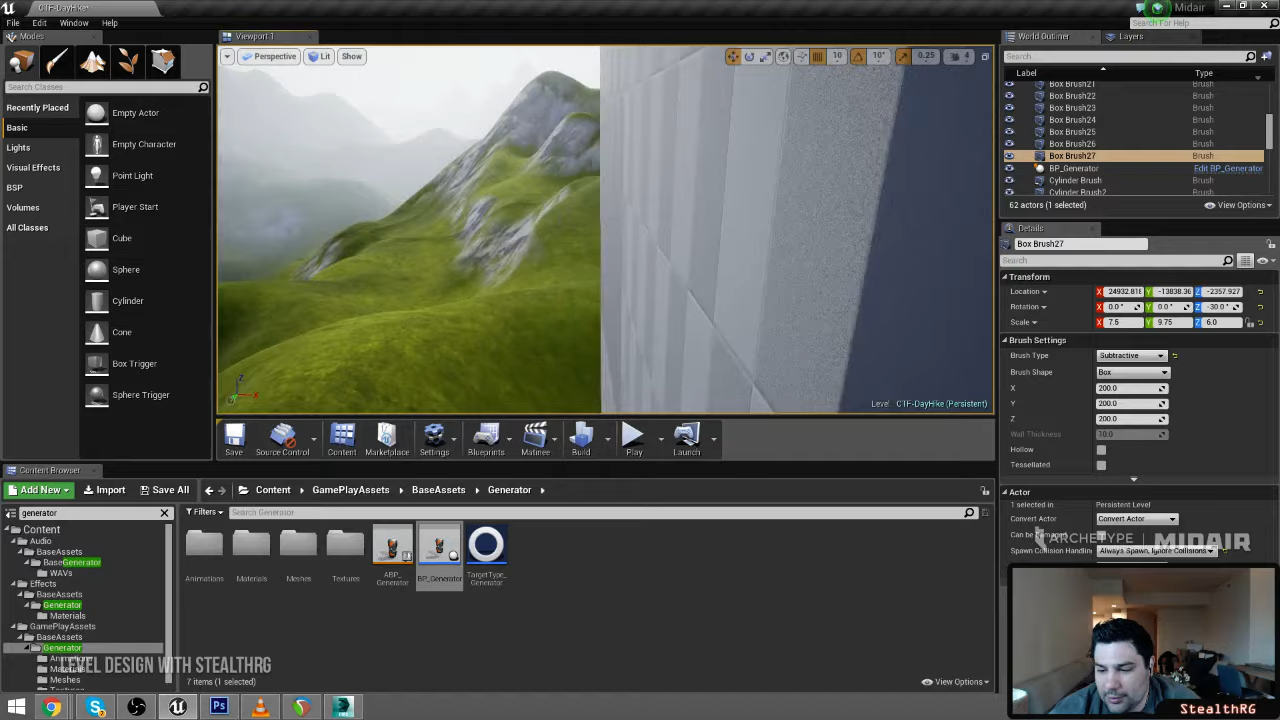 CTF-DayHike*
Midair
File Edit Window Help
Search For Help
Modes
Viewport 1
World Outliner
Layers
Search Classes
Perspective
Lit
Show
10
10°
0.25
4
Search
Label
Type
Recently Placed
Basic
Lights
Visual Effects
BSP
Volumes
All Classes
Empty Actor
Empty Character
Point Light
Player Start
Cube
Sphere
Cylinder
Cone
Box Trigger
Sphere Trigger
Box Brush21 Brush
Box Brush22 Brush
Box Brush23 Brush
Box Brush24 Brush
Box Brush25 Brush
Box Brush26 Brush
Box Brush27 Brush
BP_Generator Edit BP_Generator
Cylinder Brush Brush
Cylinder Brush2 Brush
62 actors (1 selected)
View Options
Details
Box Brush27
Search
Transform
Location X 24932.818 Y -13838.36 Z -2357.927
Rotation X 0.0 ° Y 0.0 ° Z -30.0 °
Scale X 7.5 Y 9.75 Z 6.0
Brush Settings
Brush Type Subtractive
Brush Shape Box
X 200.0
Y 200.0
Z 200.0
Wall Thickness 10.0
Hollow
Tessellated
Actor
1 selected in Persistent Level
Convert Actor Convert Actor
Can be Damaged
Spawn Collision Handlin Always Spawn, Ignore Collisions
Level: CTF-DayHike (Persistent)
Save
Source Control
Content
Marketplace
Settings
Blueprints
Matinee
Build
Play
Launch
Content Browser
Add New
Import
Save All
Content
GamePlayAssets
BaseAssets
Generator
generator
Filters
Search Generator
Content
Audio
BaseAssets
BaseGenerator
WAVs
Effects
BaseAssets
Generator
Materials
GamePlayAssets
BaseAssets
Generator
Meshes
Animations
Materials
Meshes
Textures
ABP_Generator
BP_Generator
TargetType_Generator
7 items (1 selected)
View Options
LEVEL DESIGN WITH STEALTHRG
ARCHETYPE
MIDAIR
StealthRG